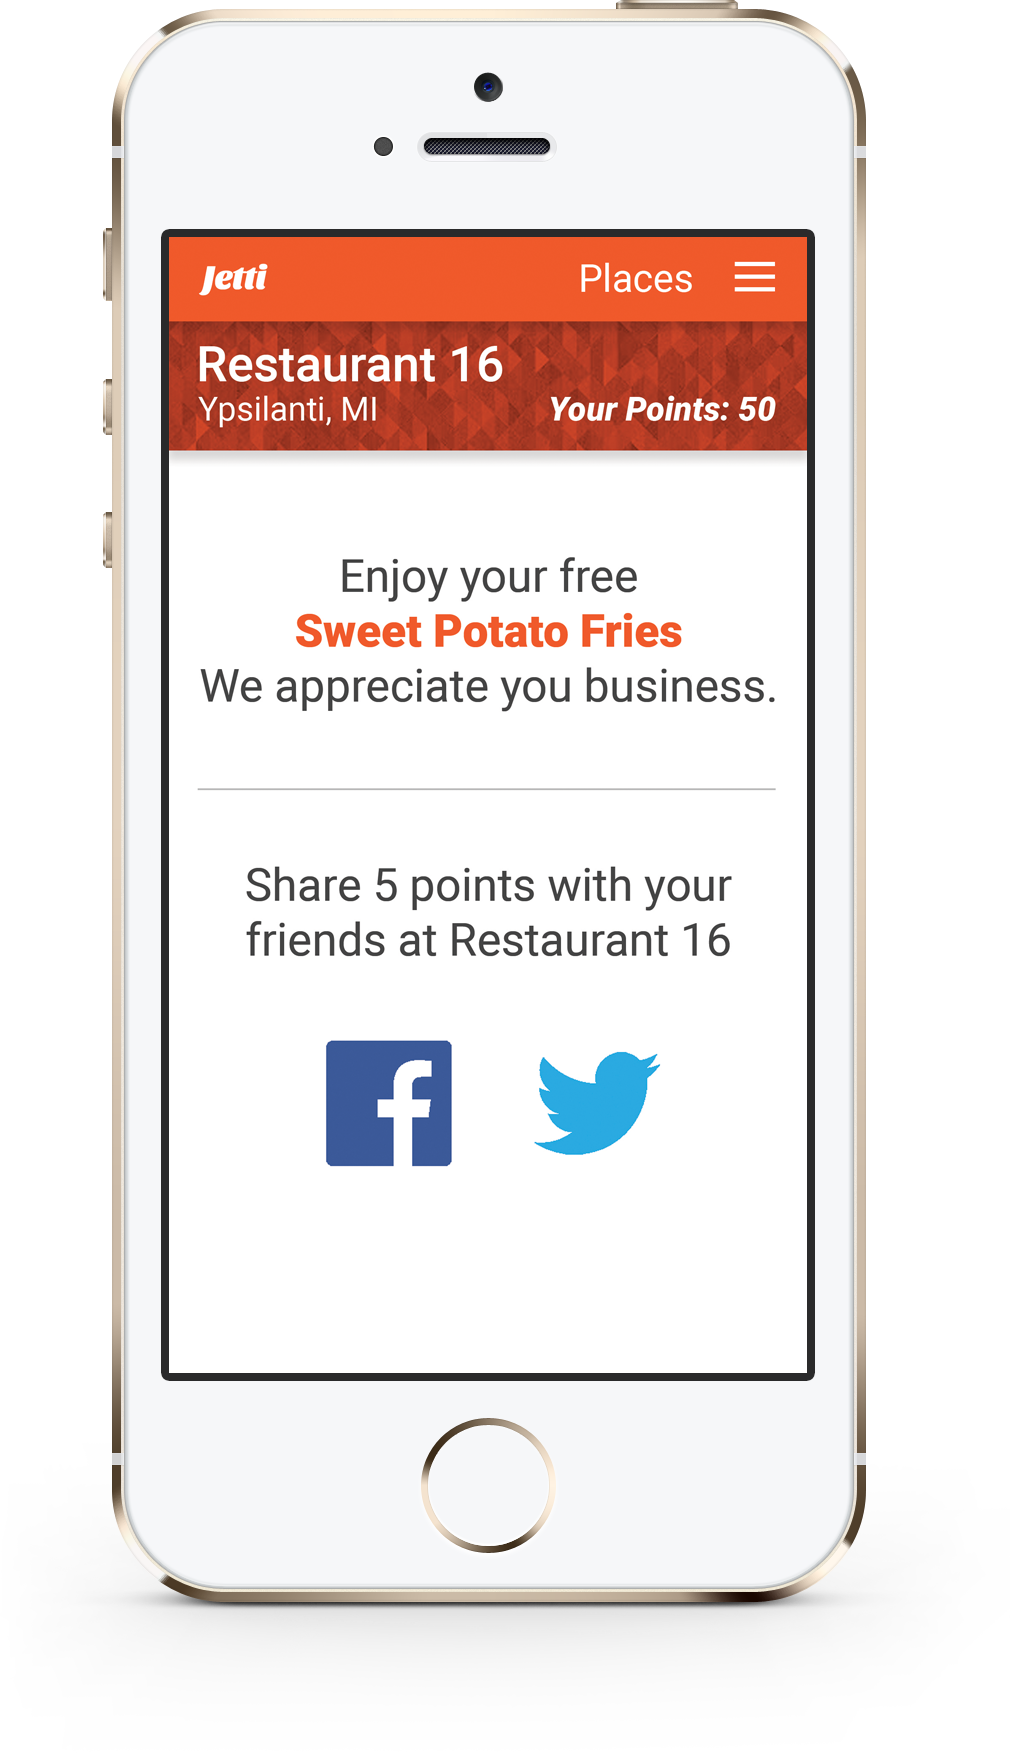 Jetti
Places
Restaurant 16
Ypsilanti, MI
Your Points: 50
Enjoy your free
Sweet Potato Fries
We appreciate you business.
Share 5 points with your
friends at Restaurant 16